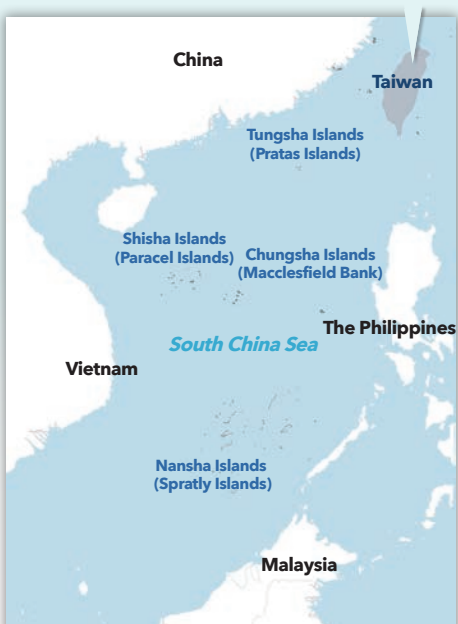 China
Taiwan
Tungsha Islands
(Pratas Islands)
Shisha Islands
(Paracel Islands)
Chungsha Islands
(Macclesfield Bank)
The Philippines
South China Sea
Vietnam
Nansha Islands
(Spratly Islands)
Malaysia